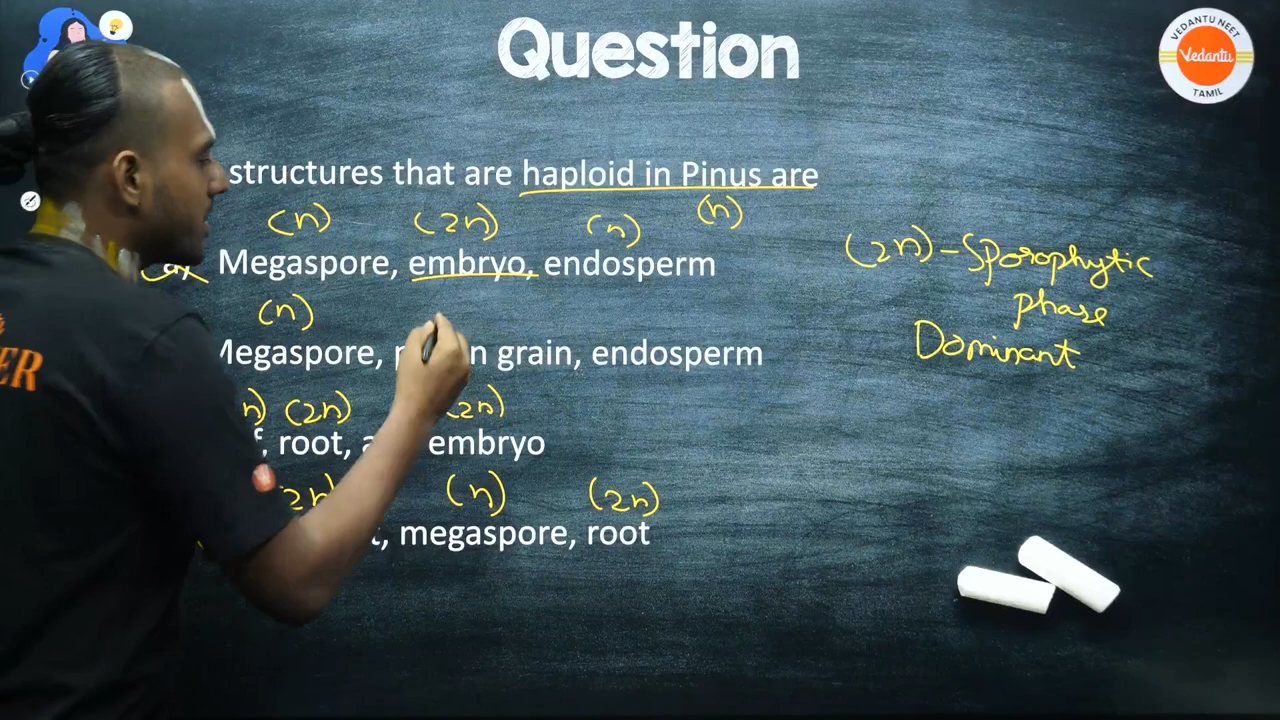 Question
VEDANTU NEET
Vedantu
TAMIL
structures that are haploid in Pinus are
(n) (2n) (n) (n)
Megaspore, embryo, endosperm
(2n) - Sporophytic
phase
Dominant
(n)
Megaspore, grain, endosperm
(2n) (2n)
root, embryo
(n) (2n)
megaspore, root